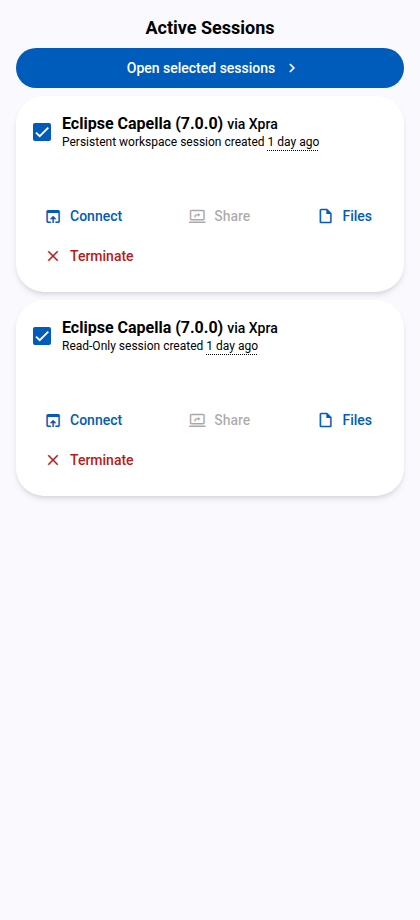 Active Sessions
Open selected sessions
Eclipse Capella (7.0.0) via Xpra
Persistent workspace session created 1 day ago
Connect
Share
Files
Terminate
Eclipse Capella (7.0.0) via Xpra
Read-Only session created 1 day ago
Connect
Share
Files
Terminate